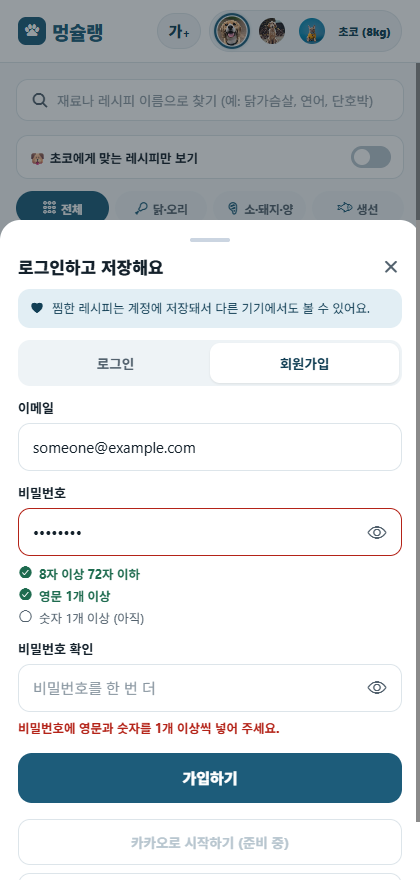 멍슐랭
가+
초코 (8kg)
재료나 레시피 이름으로 찾기 (예: 닭가슴살, 연어, 단호박)
초코에게 맞는 레시피만 보기
전체
닭·오리
소·돼지·양
생선
로그인하고 저장해요
찜한 레시피는 계정에 저장돼서 다른 기기에서도 볼 수 있어요.
로그인
회원가입
이메일
someone@example.com
비밀번호
••••••••
8자 이상 72자 이하
영문 1개 이상
숫자 1개 이상 (아직)
비밀번호 확인
비밀번호를 한 번 더
비밀번호에 영문과 숫자를 1개 이상씩 넣어 주세요.
가입하기
카카오로 시작하기 (준비 중)